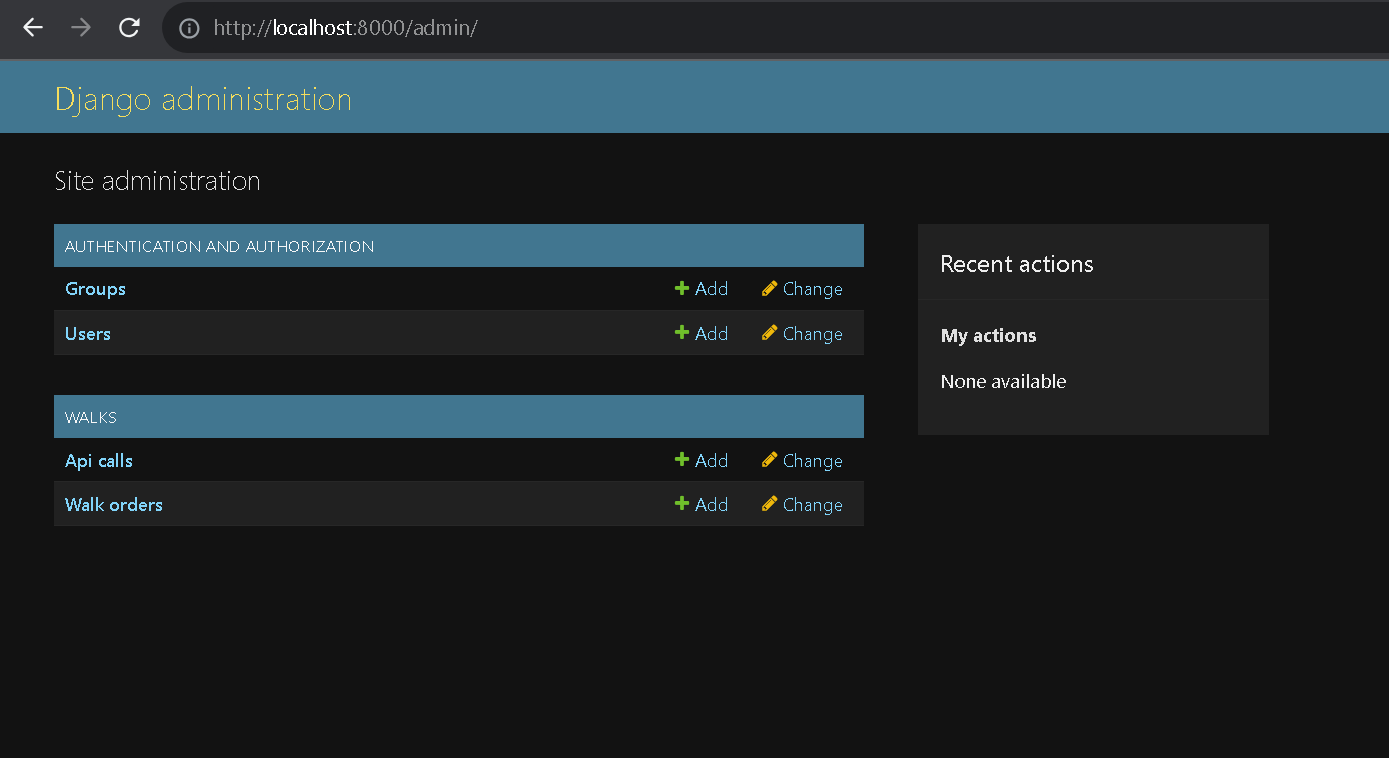 http://localhost:8000/admin/
Django administration
Site administration
AUTHENTICATION AND AUTHORIZATION
Groups Add Change
Users Add Change
WALKS
Api calls Add Change
Walk orders Add Change
Recent actions
My actions
None available